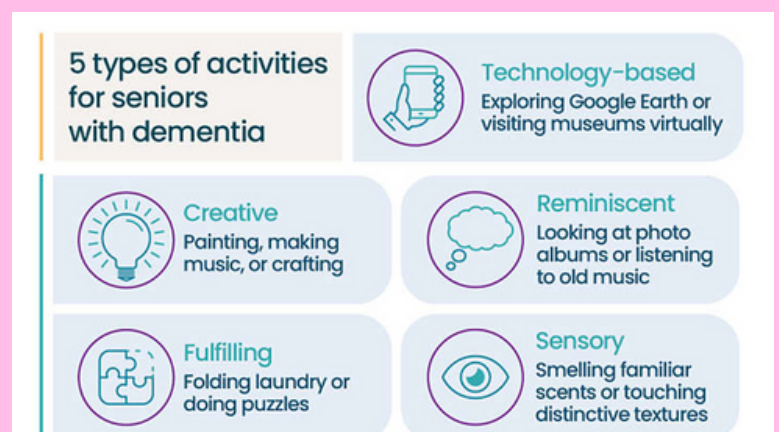 5 types of activities
for seniors
with dementia
Technology-based
Exploring Google Earth or
visiting museums virtually
Creative
Painting, making
music, or crafting
Reminiscent
Looking at photo
albums or listening
to old music
Fulfilling
Folding laundry or
doing puzzles
Sensory
Smelling familiar
scents or touching
distinctive textures